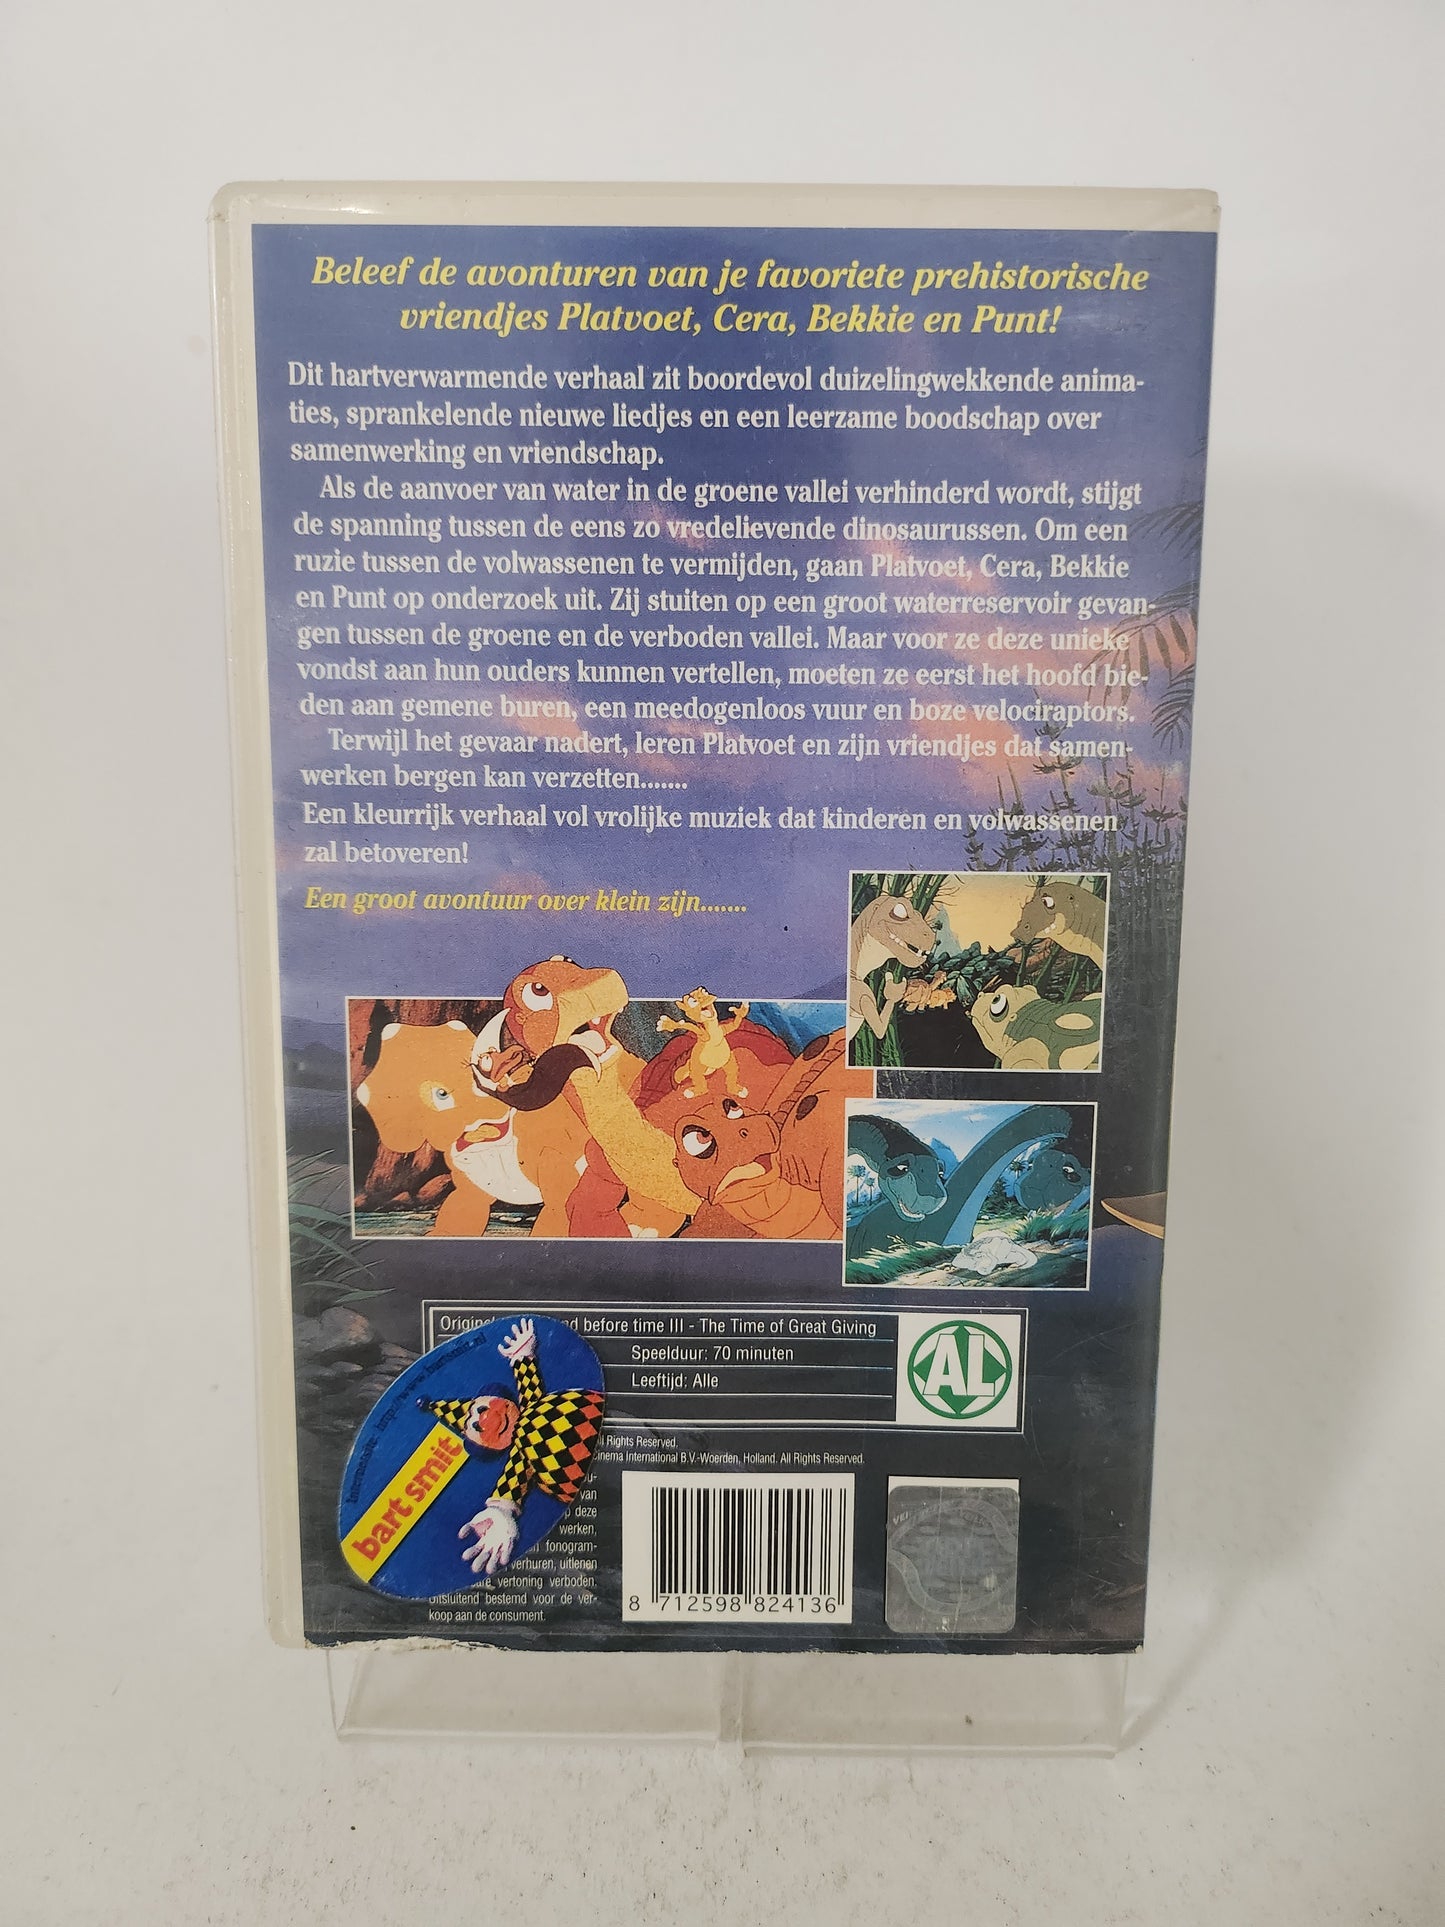 Beleef de avonturen van je favoriete prehistorische
vriendjes Platvoet, Cera, Bekkie en Punt!
Dit hartverwarmende verhaal zit boordevol duizelingwekkende anima-
ties, sprankelende nieuwe liedjes en een leerzame boodschap over
samenwerking en vriendschap.
Als de aanvoer van water in de groene vallei verhinderd wordt, stijgt
de spanning tussen de eens zo vredelievende dinosaurussen. Om een
ruzie tussen de volwassenen te vermijden, gaan Platvoet, Cera, Bekkie
en Punt op onderzoek uit. Zij stuiten op een groot waterreservoir gevan-
gen tussen de groene en de verboden vallei. Maar voor ze deze unieke
vondst aan hun ouders kunnen vertellen, moeten ze eerst het hoofd bie-
den aan gemene buren, een meedogenloos vuur en boze velociraptors.
Terwijl het gevaar nadert, leren Platvoet en zijn vriendjes dat samen-
werken bergen kan verzetten.......
Een kleurrijk verhaal vol vrolijke muziek dat kinderen en volwassenen
zal betoveren!
Een groot avontuur over klein zijn.......
before time III - The Time of Great Giving
Speelduur: 70 minuten
Leeftijd: Alle
AL
Rights Reserved.
International B.V.-Woerden, Holland. All Rights Reserved.
Internetsite: http://www.bartsmit.nl
bart smit
van
deze
werken,
fonogram-
verhuren, uitlenen
vertoning verboden.
Uitsluitend bestemd voor de ver-
koop aan de consument.
8 712598 824136